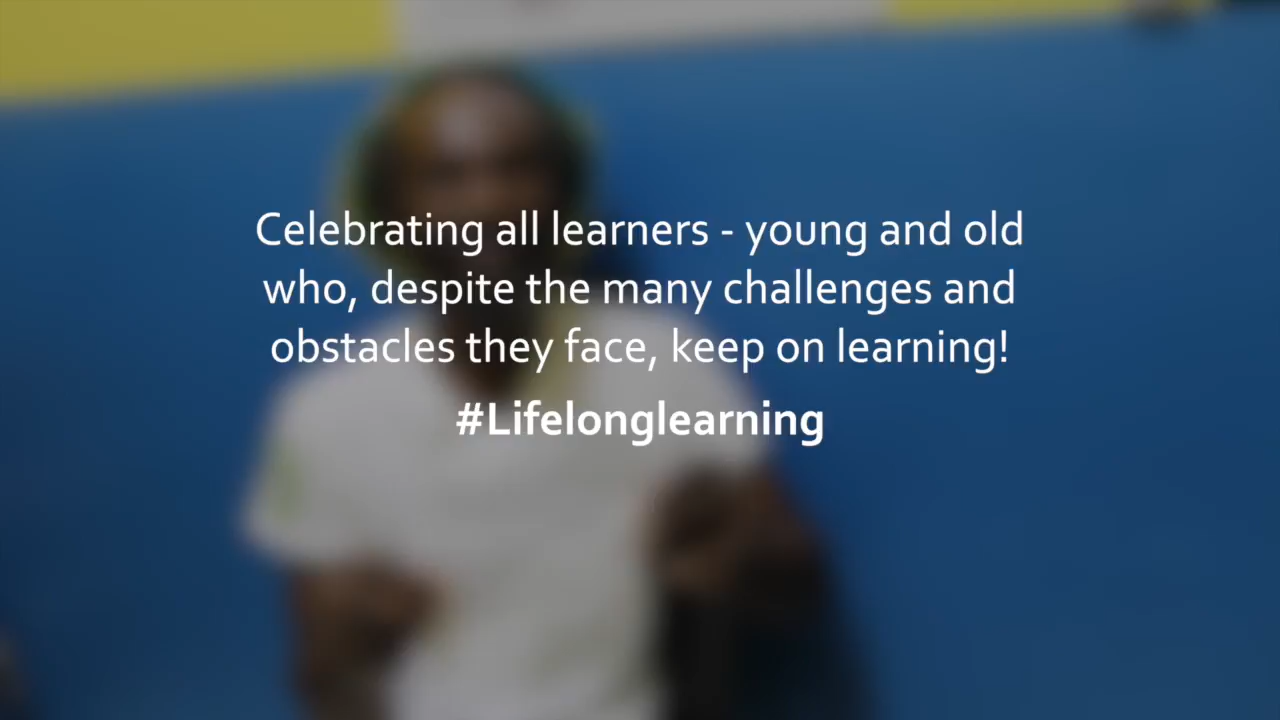 Celebrating all learners - young and old
who, despite the many challenges and
obstacles they face, keep on learning!
#Lifelonglearning